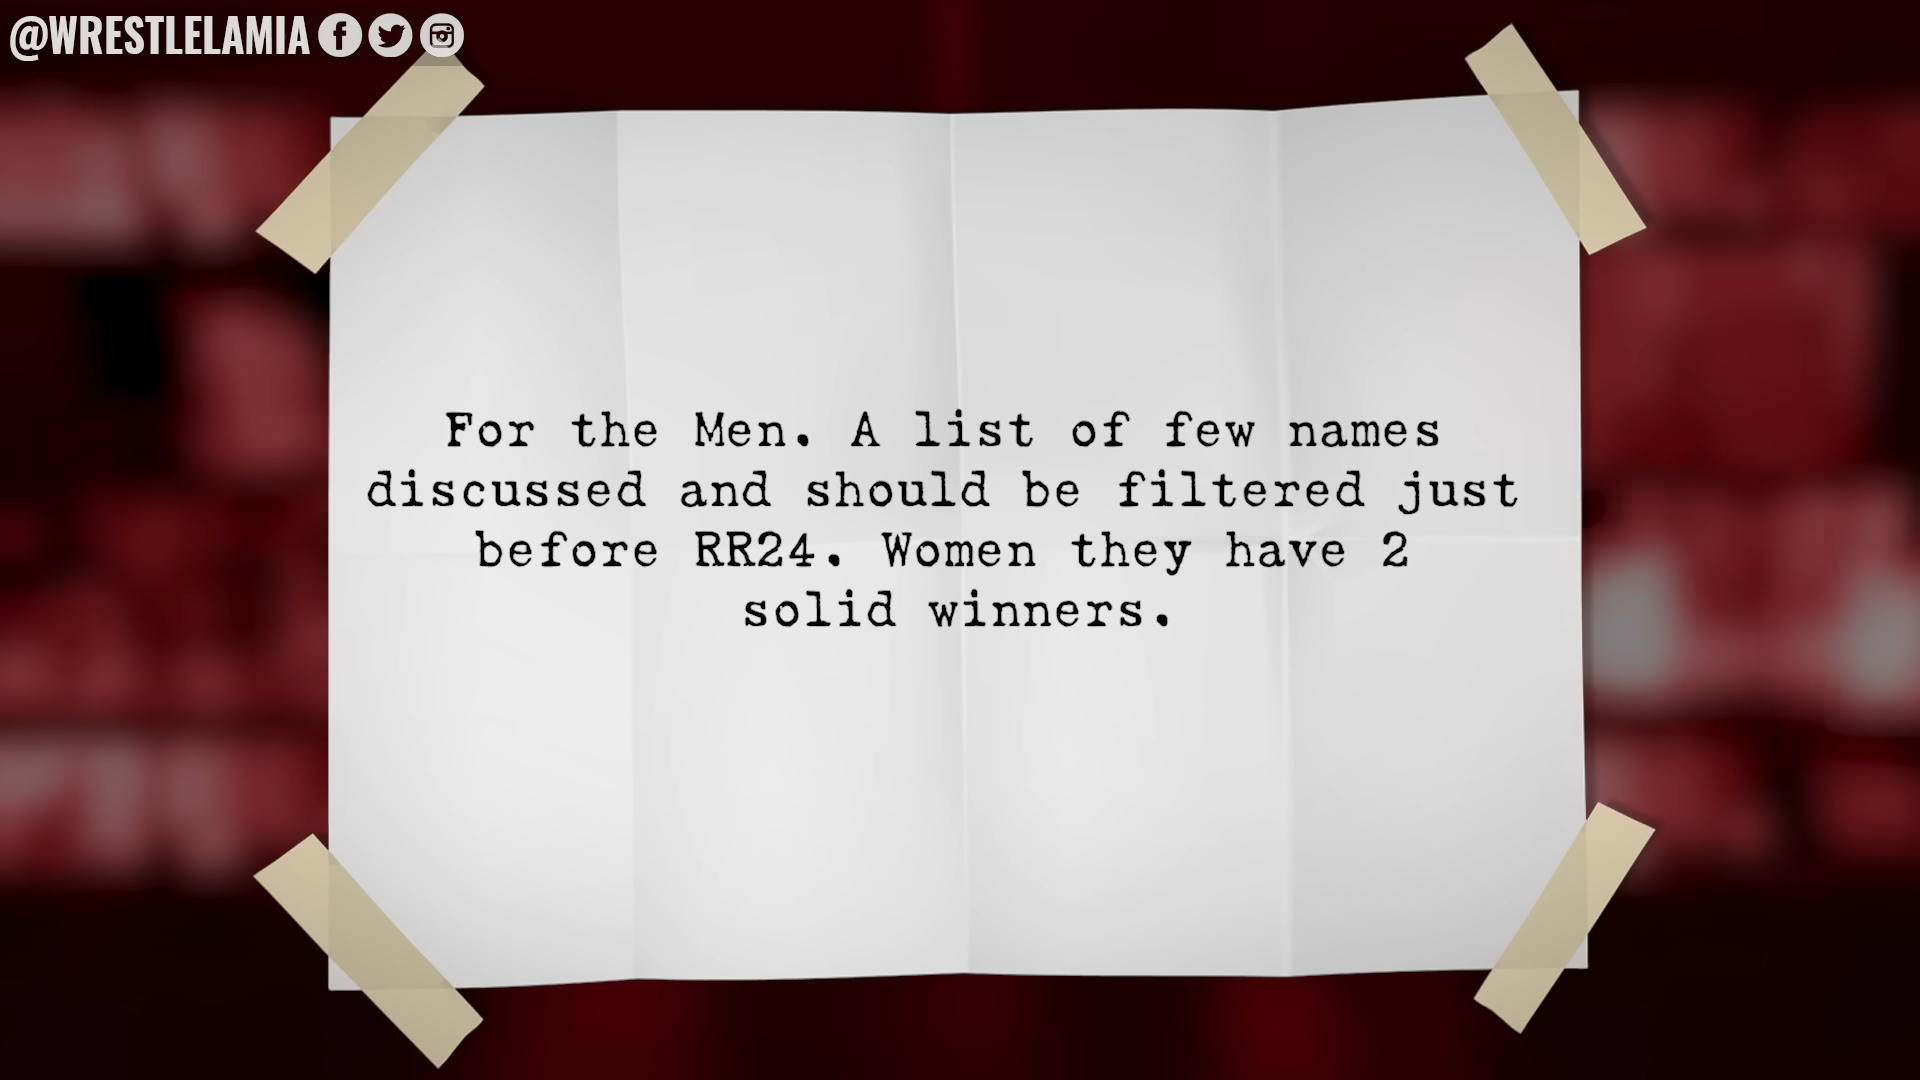 @WRESTLELAMIA
For the Men. A list of few names
discussed and should be filtered just
before RR24. Women they have 2
solid winners.